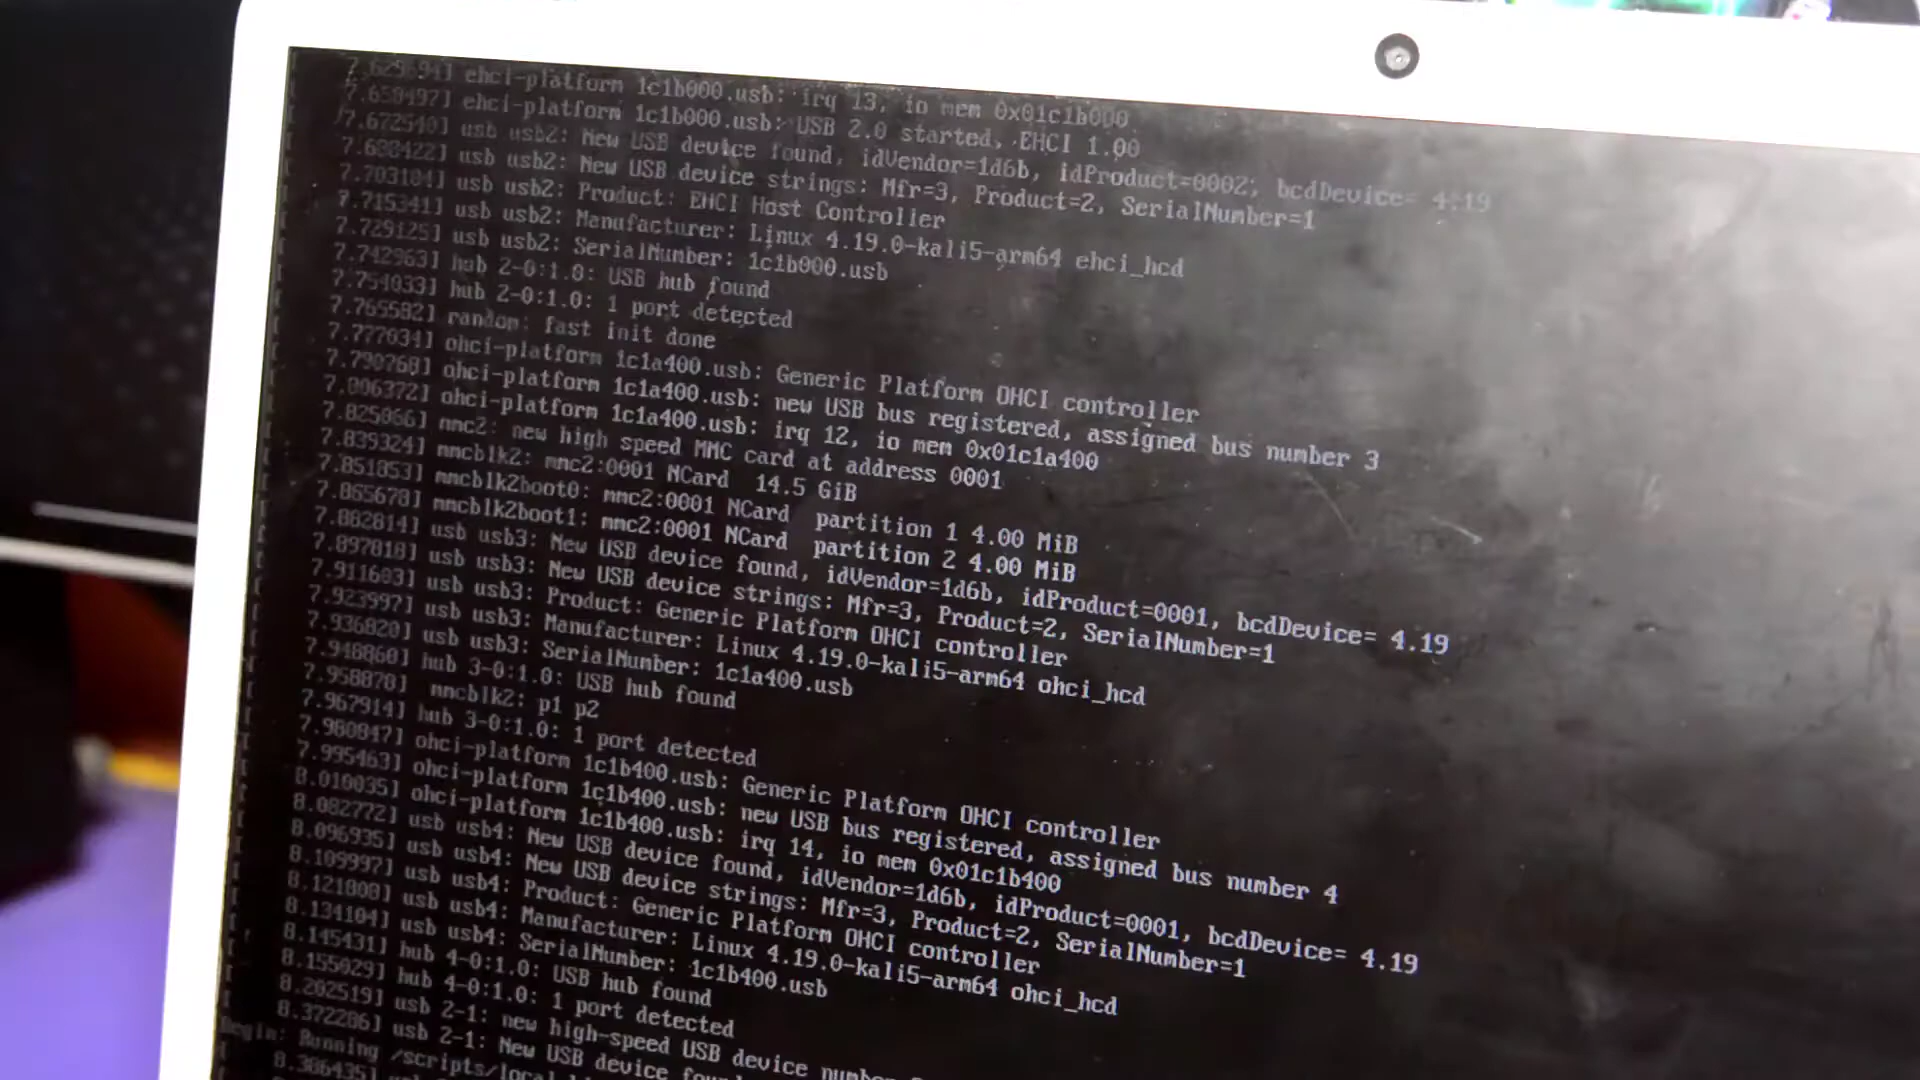 7.629694] ehci-platform 1c1b000.usb: irq 13, io mem 0x01c1b000
7.658497] ehci-platform 1c1b000.usb: USB 2.0 started, EHCI 1.00
7.672540] usb usb2: New USB device found, idVendor=1d6b, idProduct=0002, bcdDevice= 4.19
7.688422] usb usb2: New USB device strings: Mfr=3, Product=2, SerialNumber=1
7.703184] usb usb2: Product: EHCI Host Controller
7.715341] usb usb2: Manufacturer: Linux 4.19.0-kali5-arm64 ehci_hcd
7.729125] usb usb2: SerialNumber: 1c1b000.usb
7.742963] hub 2-0:1.0: USB hub found
7.754033] hub 2-0:1.0: 1 port detected
7.765582] random: fast init done
7.777634] ohci-platform 1c1a400.usb: Generic Platform OHCI controller
7.790768] ohci-platform 1c1a400.usb: new USB bus registered, assigned bus number 3
7.806372] ohci-platform 1c1a400.usb: irq 12, io mem 0x01c1a400
7.825066] mmc2: new high speed MMC card at address 0001
7.839324] mmcblk2: mmc2:0001 NCard 14.5 GiB
7.851853] mmcblk2boot0: mmc2:0001 NCard partition 1 4.00 MiB
7.865678] mmcblk2boot1: mmc2:0001 NCard partition 2 4.00 MiB
7.882814] usb usb3: New USB device found, idVendor=1d6b, idProduct=0001, bcdDevice= 4.19
7.897818] usb usb3: New USB device strings: Mfr=3, Product=2, SerialNumber=1
7.911603] usb usb3: Product: Generic Platform OHCI controller
7.923997] usb usb3: Manufacturer: Linux 4.19.0-kali5-arm64 ohci_hcd
7.936820] usb usb3: SerialNumber: 1c1a400.usb
7.948860] hub 3-0:1.0: USB hub found
7.958878] mmcblk2: p1 p2
7.967914] hub 3-0:1.0: 1 port detected
7.980847] ohci-platform 1c1b400.usb: Generic Platform OHCI controller
7.995463] ohci-platform 1c1b400.usb: new USB bus registered, assigned bus number 4
8.010035] ohci-platform 1c1b400.usb: irq 14, io mem 0x01c1b400
8.082772] usb usb4: New USB device found, idVendor=1d6b, idProduct=0001, bcdDevice= 4.19
8.096935] usb usb4: New USB device strings: Mfr=3, Product=2, SerialNumber=1
8.109997] usb usb4: Product: Generic Platform OHCI controller
8.121808] usb usb4: Manufacturer: Linux 4.19.0-kali5-arm64 ohci_hcd
8.134104] usb usb4: SerialNumber: 1c1b400.usb
8.145431] hub 4-0:1.0: USB hub found
8.155029] hub 4-0:1.0: 1 port detected
8.202519] usb 2-1: new high-speed USB device number
8.372286] usb 2-1: New USB device
Begin: Running /scripts/local
8.386435]